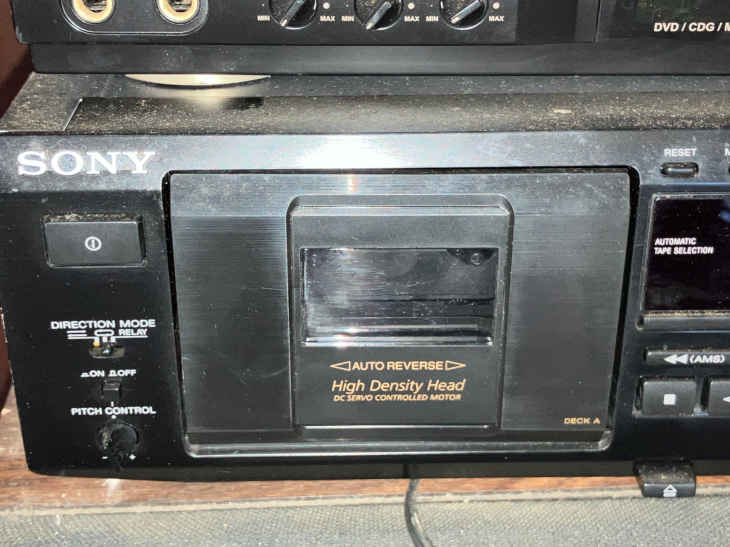 MIN MAX MIN MAX MIN MAX
DVD / CDG / M
SONY
RESET
AUTOMATIC
TAPE SELECTION
DIRECTION MODE
RELAY
ON OFF
PITCH CONTROL
AUTO REVERSE
High Density Head
DC SERVO CONTROLLED MOTOR
DECK A
(AMS)